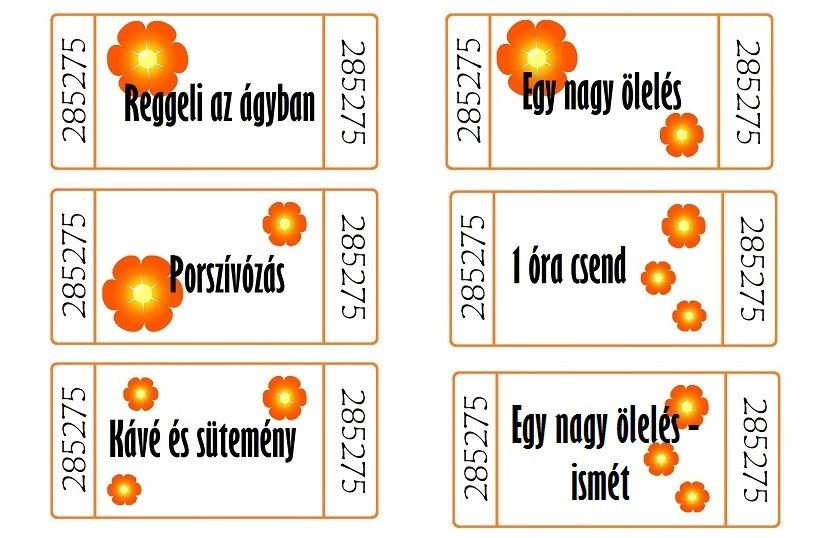 285275
Reggeli az ágyban
285275
285275
Egy nagy ölelés
285275
285275
Porszívózás
285275
285275
1 óra csend
285275
285275
Kávé és sütemény
285275
285275
Egy nagy ölelés -
ismét
285275